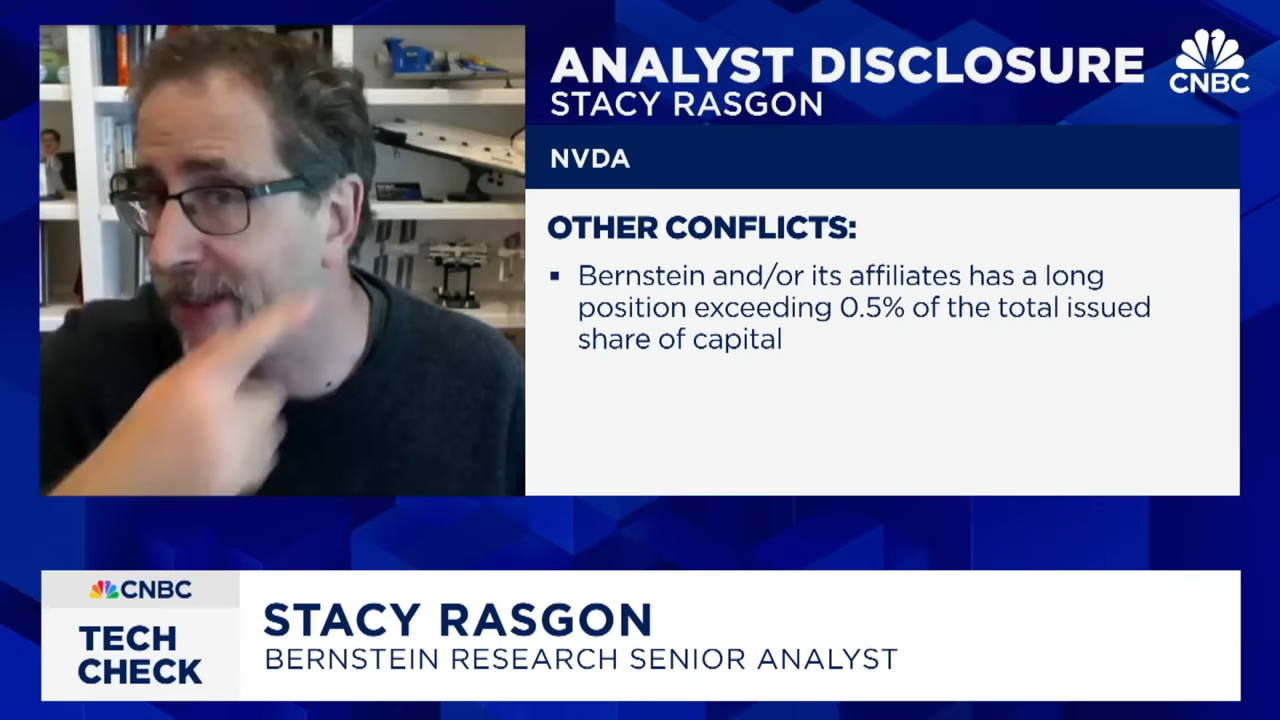 ANALYST DISCLOSURE
STACY RASGON
CNBC
NVDA
OTHER CONFLICTS:
▪ Bernstein and/or its affiliates has a long
position exceeding 0.5% of the total issued
share of capital
CNBC
TECH
CHECK
STACY RASGON
BERNSTEIN RESEARCH SENIOR ANALYST